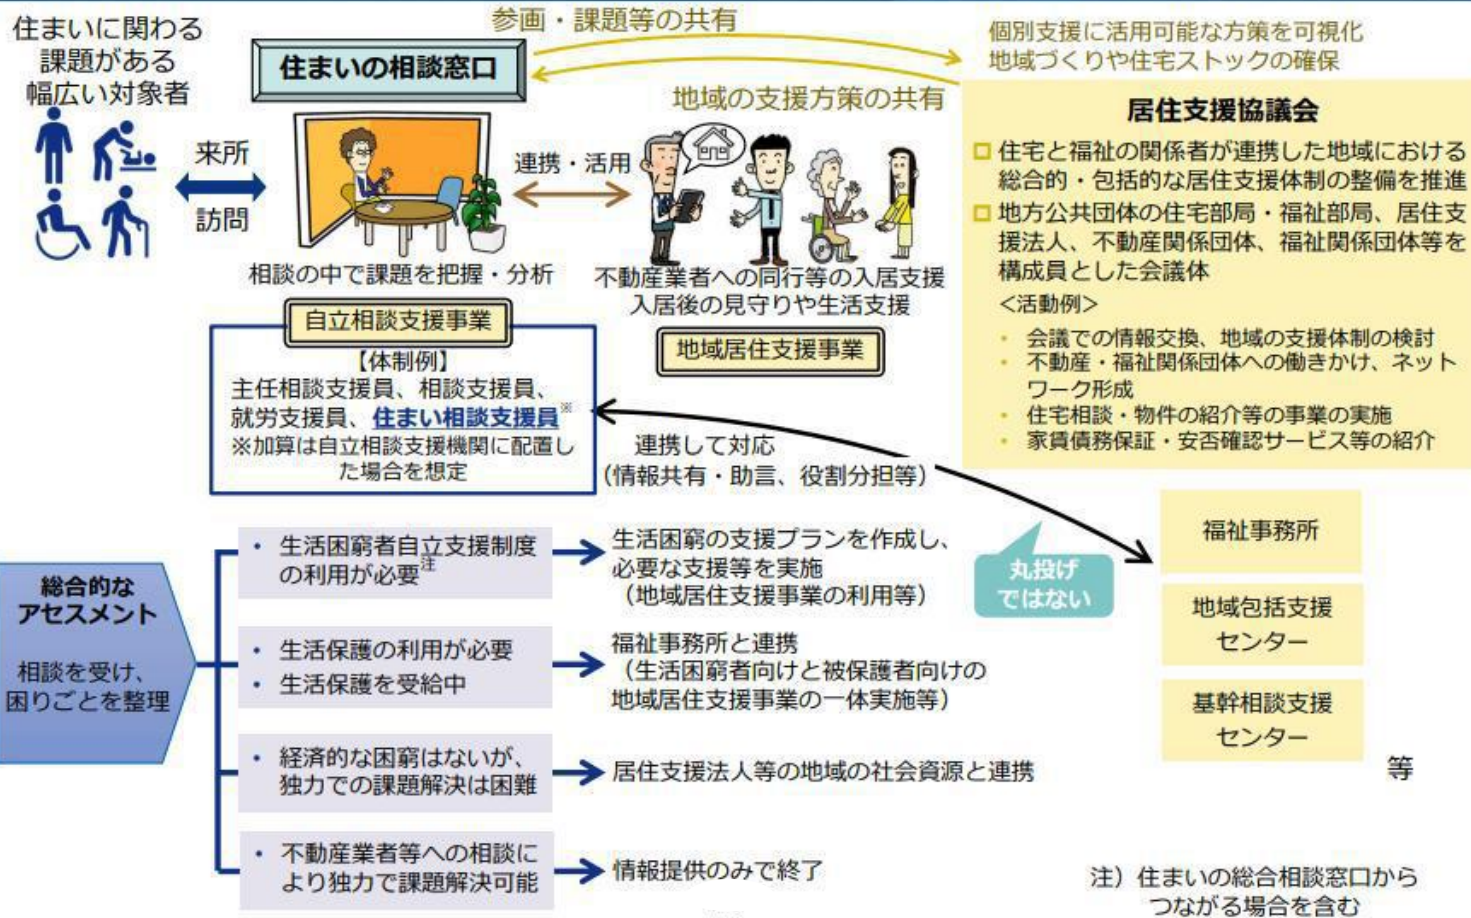 住まいに関わる
課題がある
幅広い対象者
来所
訪問
住まいの相談窓口
参画・課題等の共有
地域の支援方策の共有
連携・活用
相談の中で課題を把握・分析
不動産業者への同行等の入居支援
入居後の見守りや生活支援
自立相談支援事業
【体制例】
主任相談支援員、相談支援員、
就労支援員、住まい相談支援員※
※加算は自立相談支援機関に配置し
た場合を想定
地域居住支援事業
個別支援に活用可能な方策を可視化
地域づくりや住宅ストックの確保
居住支援協議会
住宅と福祉の関係者が連携した地域における
総合的・包括的な居住支援体制の整備を推進
地方公共団体の住宅部局・福祉部局、居住支
援法人、不動産関係団体、福祉関係団体等を
構成員とした会議体
<活動例>
・ 会議での情報交換、地域の支援体制の検討
・ 不動産・福祉関係団体への働きかけ、ネット
ワーク形成
・ 住宅相談・物件の紹介等の事業の実施
・ 家賃債務保証・安否確認サービス等の紹介
連携して対応
（情報共有・助言、役割分担等）
丸投げ
ではない
福祉事務所
地域包括支援
センター
基幹相談支援
センター
等
総合的な
アセスメント
相談を受け、
困りごとを整理
・ 生活困窮者自立支援制度
の利用が必要注
生活困窮の支援プランを作成し、
必要な支援等を実施
（地域居住支援事業の利用等）
・ 生活保護の利用が必要
・ 生活保護を受給中
福祉事務所と連携
（生活困窮者向けと被保護者向けの
地域居住支援事業の一体実施等）
・ 経済的な困窮はないが、
独力での課題解決は困難
居住支援法人等の地域の社会資源と連携
・ 不動産業者等への相談に
より独力で課題解決可能
情報提供のみで終了
注）住まいの総合相談窓口から
つながる場合を含む